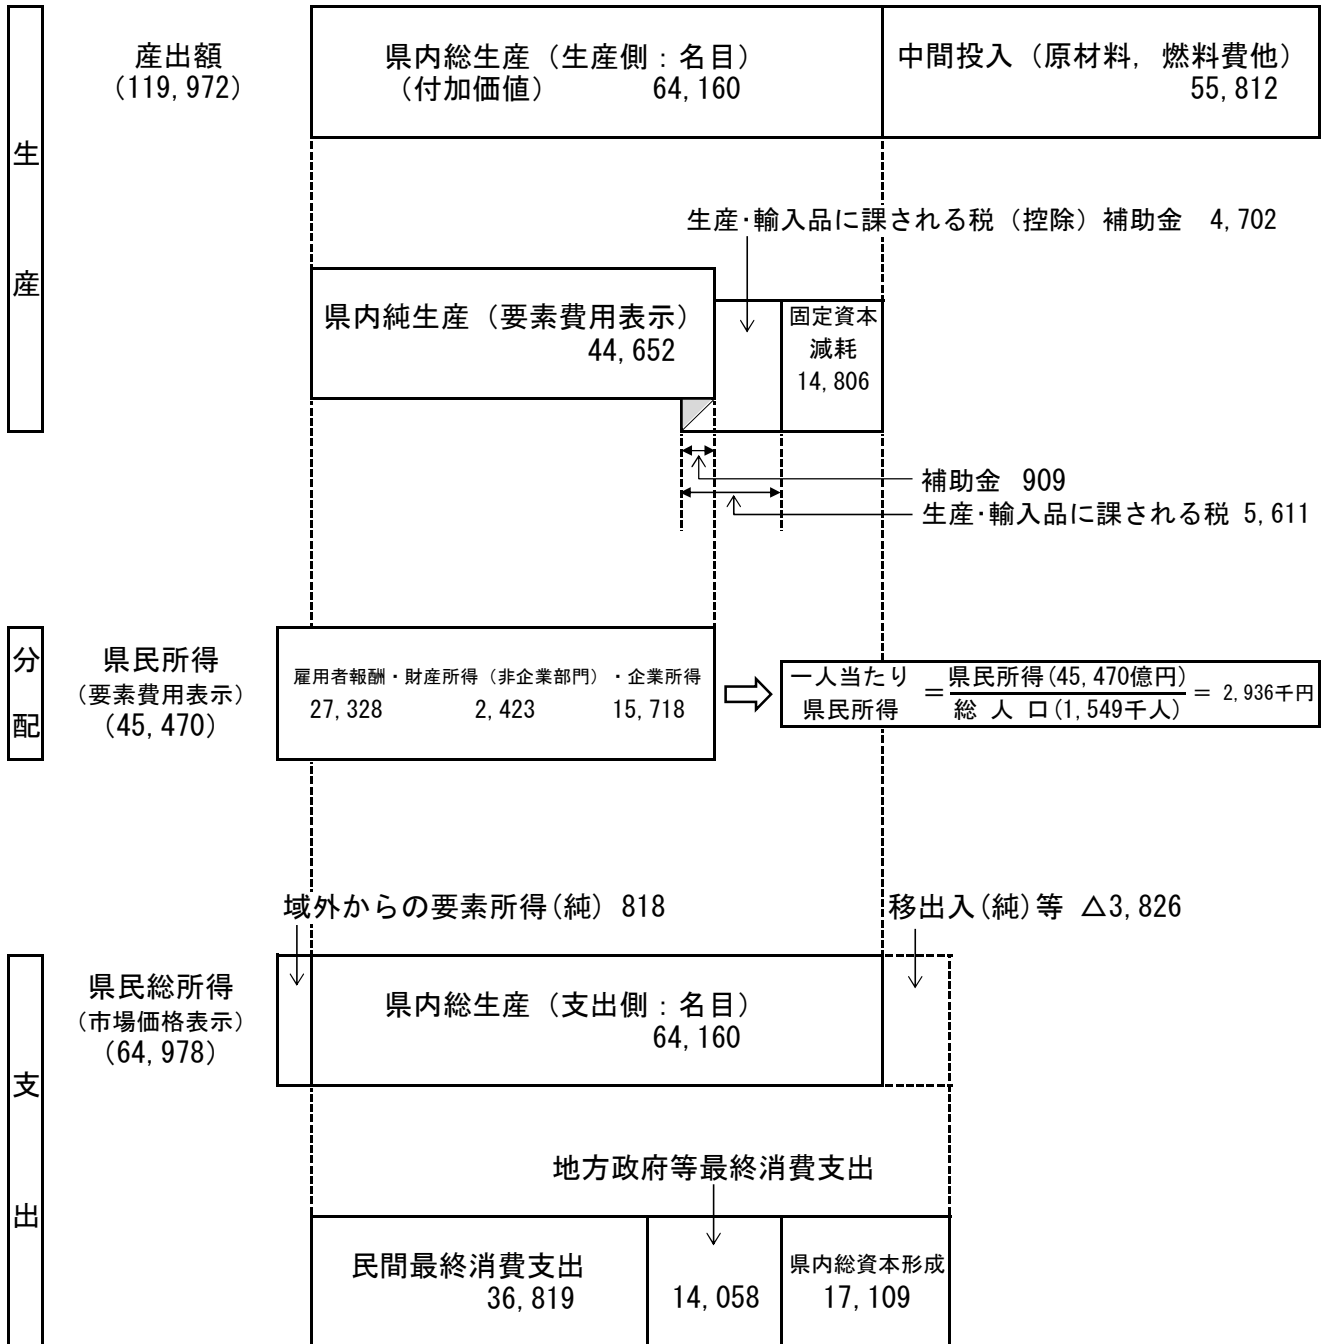 生産
産出額
(119,972)
県内総生産（生産側：名目）
（付加価値） 64,160
中間投入（原材料，燃料費他）
55,812
生産･輸入品に課される税（控除）補助金 4,702
県内純生産（要素費用表示）
44,652
固定資本
減耗
14,806
補助金 909
生産･輸入品に課される税 5,611
分配
県民所得
（要素費用表示）
(45,470)
雇用者報酬・財産所得（非企業部門）・企業所得
27,328 2,423 15,718
一人当たり
県民所得
＝
県民所得(45,470億円)
総 人 口(1,549千人)
＝ 2,936千円
域外からの要素所得(純) 818
移出入(純)等 △3,826
支出
県民総所得
（市場価格表示）
(64,978)
県内総生産（支出側：名目）
64,160
地方政府等最終消費支出
民間最終消費支出
36,819
14,058
県内総資本形成
17,109